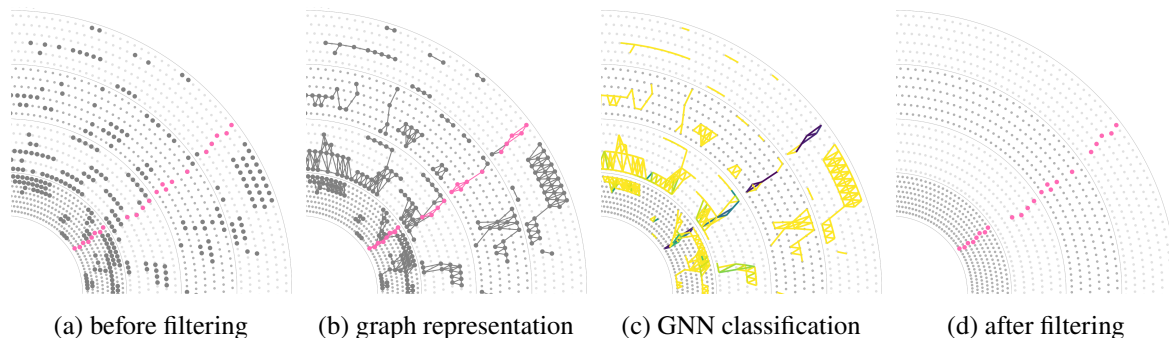 (a) before filtering
(b) graph representation
(c) GNN classification
(d) after filtering